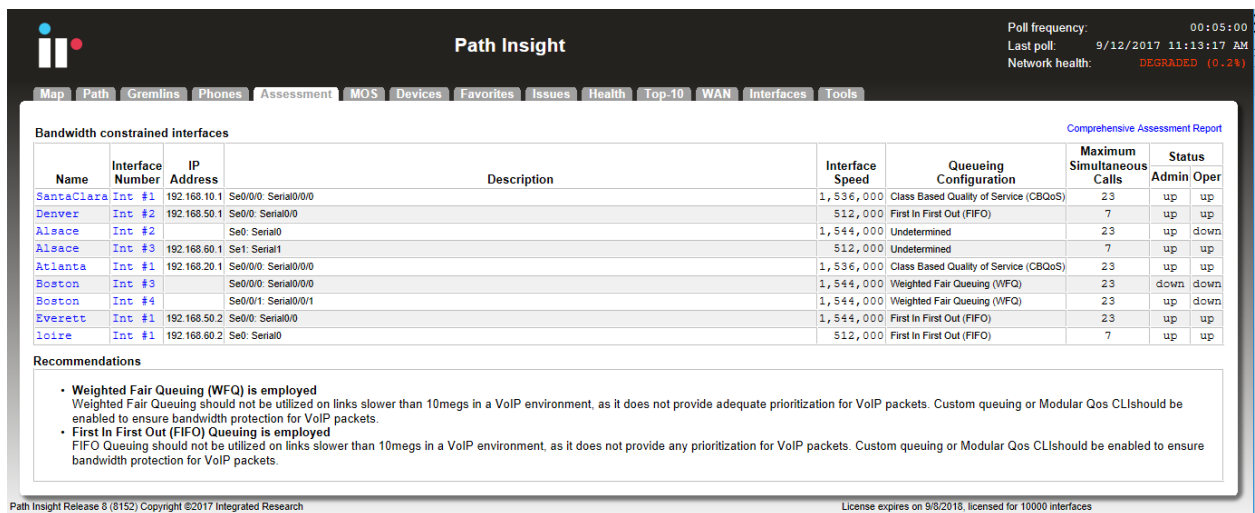 ir
Path Insight
Poll frequency: 00:05:00
Last poll: 9/12/2017 11:13:17 AM
Network health: DEGRADED (0.2%)
Map Path Gremlins Phones Assessment MOS Devices Favorites Issues Health Top-10 WAN Interfaces Tools
Bandwidth constrained interfaces
Comprehensive Assessment Report
Name Interface Number IP Address Description Interface Speed Queueing Configuration Maximum Simultaneous Calls Status Admin Oper
SantaClara Int #1 192.168.10.1 Se0/0/0: Serial0/0/0 1,536,000 Class Based Quality of Service (CBQoS) 23 up up
Denver Int #2 192.168.50.1 Se0/0: Serial0/0 512,000 First In First Out (FIFO) 7 up up
Alsace Int #2 Se0: Serial0 1,544,000 Undetermined 23 up down
Alsace Int #3 192.168.60.1 Se1: Serial1 512,000 Undetermined 7 up up
Atlanta Int #1 192.168.20.1 Se0/0/0: Serial0/0/0 1,536,000 Class Based Quality of Service (CBQoS) 23 up up
Boston Int #3 Se0/0/0: Serial0/0/0 1,544,000 Weighted Fair Queuing (WFQ) 23 down down
Boston Int #4 Se0/0/1: Serial0/0/1 1,544,000 Weighted Fair Queuing (WFQ) 23 up down
Everett Int #1 192.168.50.2 Se0/0: Serial0/0 1,544,000 First In First Out (FIFO) 23 up up
loire Int #1 192.168.60.2 Se0: Serial0 512,000 First In First Out (FIFO) 7 up up
Recommendations
• Weighted Fair Queuing (WFQ) is employed
Weighted Fair Queuing should not be utilized on links slower than 10megs in a VoIP environment, as it does not provide adequate prioritization for VoIP packets. Custom queuing or Modular Qos CLIshould be
enabled to ensure bandwidth protection for VoIP packets.
• First In First Out (FIFO) Queuing is employed
FIFO Queuing should not be utilized on links slower than 10megs in a VoIP environment, as it does not provide any prioritization for VoIP packets. Custom queuing or Modular Qos CLIshould be enabled to ensure
bandwidth protection for VoIP packets.
Path Insight Release 8 (8152) Copyright ©2017 Integrated Research
License expires on 9/8/2018, licensed for 10000 interfaces